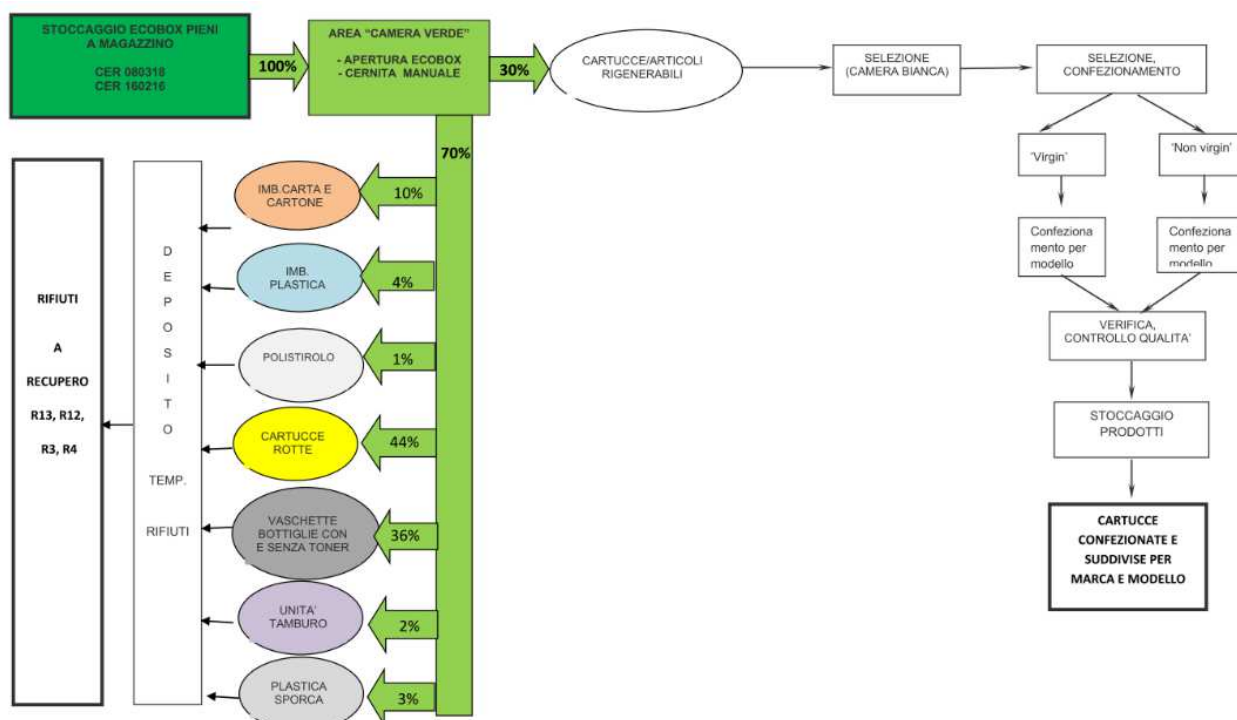 STOCCAGGIO ECOBOX PIENI
A MAGAZZINO
CER 080318
CER 160216
100%
AREA “CAMERA VERDE”
- APERTURA ECOBOX
- CERNITA MANUALE
30%
CARTUCCE/ARTICOLI
RIGENERABILI
SELEZIONE
(CAMERA BIANCA)
SELEZIONE,
CONFEZIONAMENTO
'Virgin'
'Non virgin'
Confeziona
mento per
modello
Confeziona
mento per
modello
VERIFICA,
CONTROLLO QUALITA'
STOCCAGGIO
PRODOTTI
CARTUCCE
CONFEZIONATE E
SUDDIVISE PER
MARCA E MODELLO
70%
IMB.CARTA E
CARTONE
10%
IMB.
PLASTICA
4%
POLISTIROLO
1%
CARTUCCE
ROTTE
44%
VASCHETTE
BOTTIGLIE CON
E SENZA TONER
36%
UNITA'
TAMBURO
2%
PLASTICA
SPORCA
3%
D
E
P
O
S
I
T
O
TEMP.
RIFIUTI
RIFIUTI
A
RECUPERO
R13, R12,
R3, R4